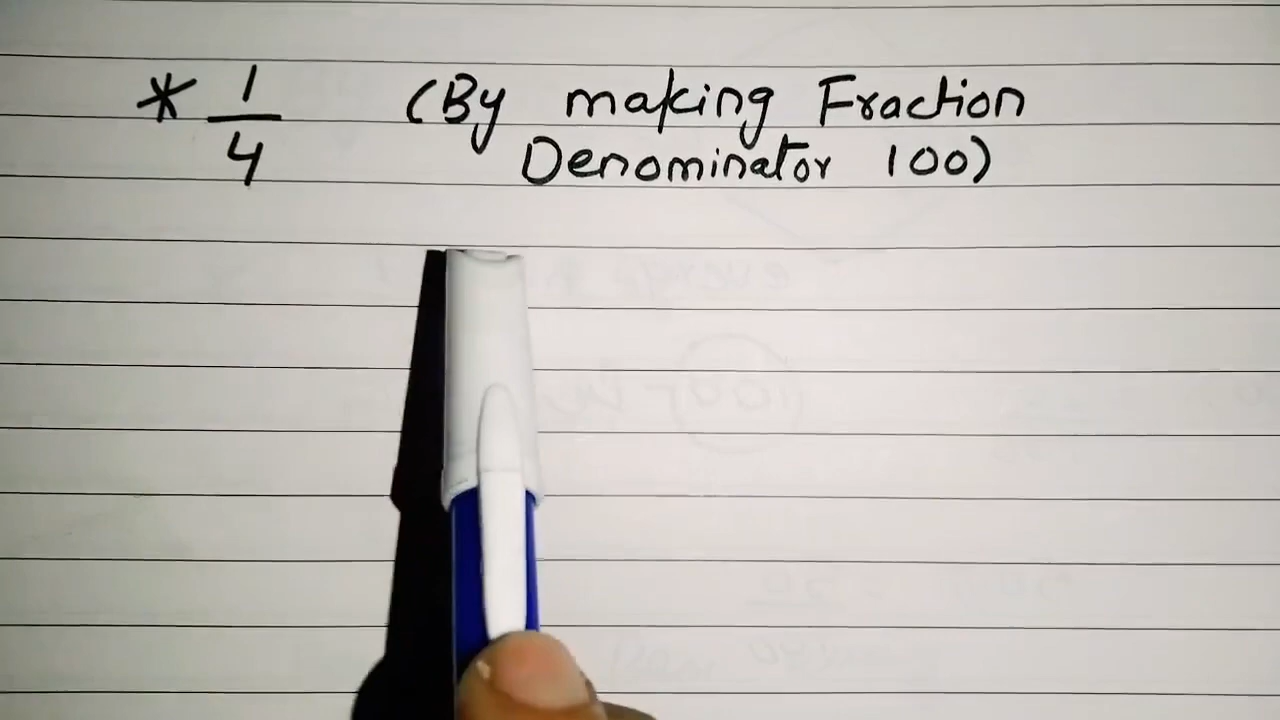 * 1/4 (By making Fraction
Denominator 100)